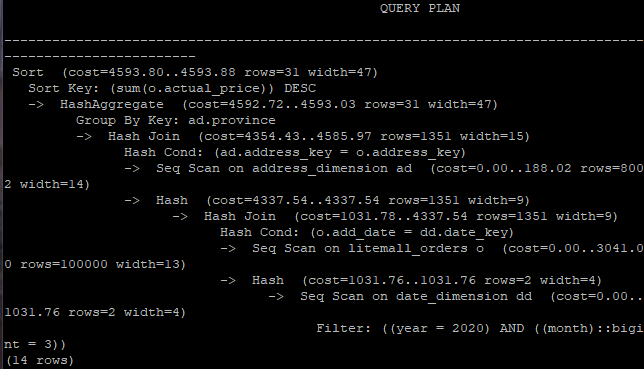 QUERY PLAN
--------------------------------------------------------------------------------
------------------------
Sort  (cost=4593.80..4593.88 rows=31 width=47)
Sort Key: (sum(o.actual_price)) DESC
->  HashAggregate  (cost=4592.72..4593.03 rows=31 width=47)
Group By Key: ad.province
->  Hash Join  (cost=4354.43..4585.97 rows=1351 width=15)
Hash Cond: (ad.address_key = o.address_key)
->  Seq Scan on address_dimension ad  (cost=0.00..188.02 rows=800
2 width=14)
->  Hash  (cost=4337.54..4337.54 rows=1351 width=9)
->  Hash Join  (cost=1031.78..4337.54 rows=1351 width=9)
Hash Cond: (o.add_date = dd.date_key)
->  Seq Scan on litemall_orders o  (cost=0.00..3041.0
0 rows=100000 width=13)
->  Hash  (cost=1031.76..1031.76 rows=2 width=4)
->  Seq Scan on date_dimension dd  (cost=0.00..
1031.76 rows=2 width=4)
Filter: ((year = 2020) AND ((month)::bigi
nt = 3))
(14 rows)